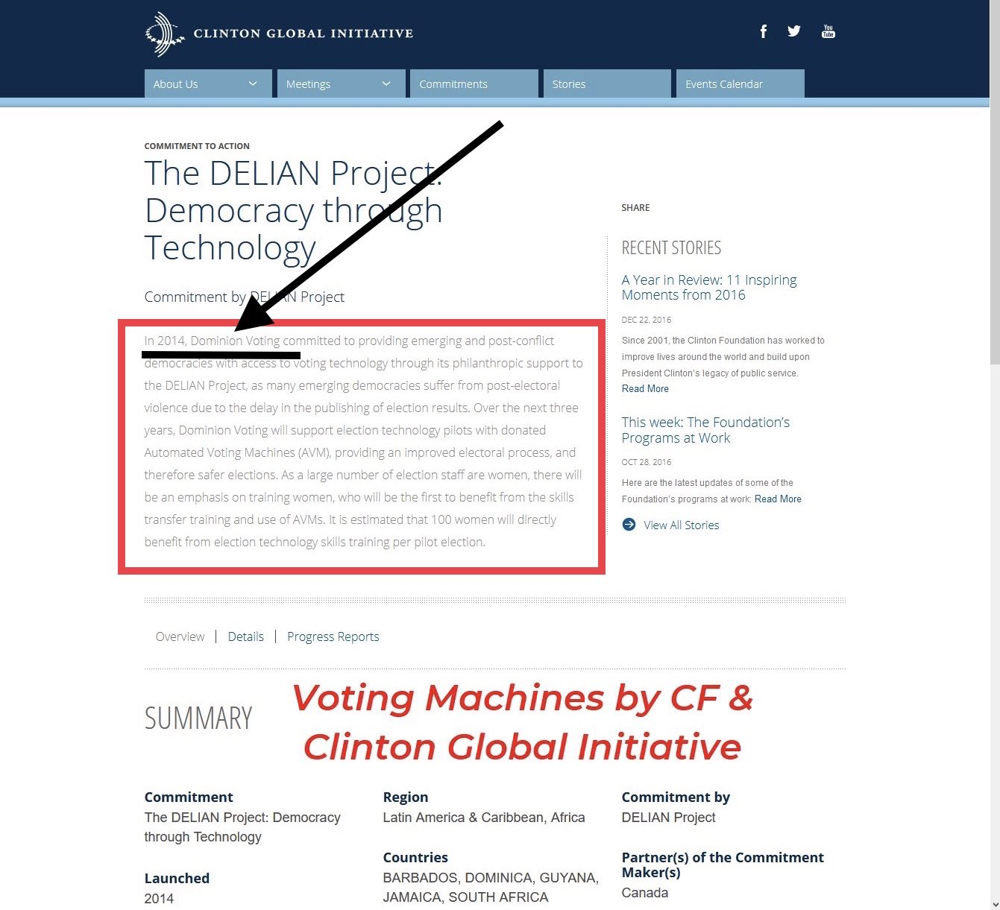 CLINTON GLOBAL INITIATIVE
f
You
Tube
About Us
Meetings
Commitments
Stories
Events Calendar
COMMITMENT TO ACTION
The DELIAN Project:
Democracy through
Technology
Commitment by DELIAN Project
In 2014, Dominion Voting committed to providing emerging and post-conflict
democracies with access to voting technology through its philanthropic support to
the DELIAN Project, as many emerging democracies suffer from post-electoral
violence due to the delay in the publishing of election results. Over the next three
years, Dominion Voting will support election technology pilots with donated
Automated Voting Machines (AVM), providing an improved electoral process, and
therefore safer elections. As a large number of election staff are women, there will
be an emphasis on training women, who will be the first to benefit from the skills
transfer training and use of AVMs. It is estimated that 100 women will directly
benefit from election technology skills training per pilot election.
SHARE
RECENT STORIES
A Year in Review: 11 Inspiring
Moments from 2016
DEC 22, 2016
Since 2001, the Clinton Foundation has worked to
improve lives around the world and build upon
President Clinton's legacy of public service.
Read More
This week: The Foundation's
Programs at Work
OCT 28, 2016
Here are the latest updates of some of the
Foundation's programs at work: Read More
View All Stories
Overview | Details | Progress Reports
SUMMARY
Voting Machines by CF &
Clinton Global Initiative
Commitment
The DELIAN Project: Democracy
through Technology
Launched
2014
Region
Latin America & Caribbean, Africa
Countries
BARBADOS, DOMINICA, GUYANA,
JAMAICA, SOUTH AFRICA
Commitment by
DELIAN Project
Partner(s) of the Commitment
Maker(s)
Canada